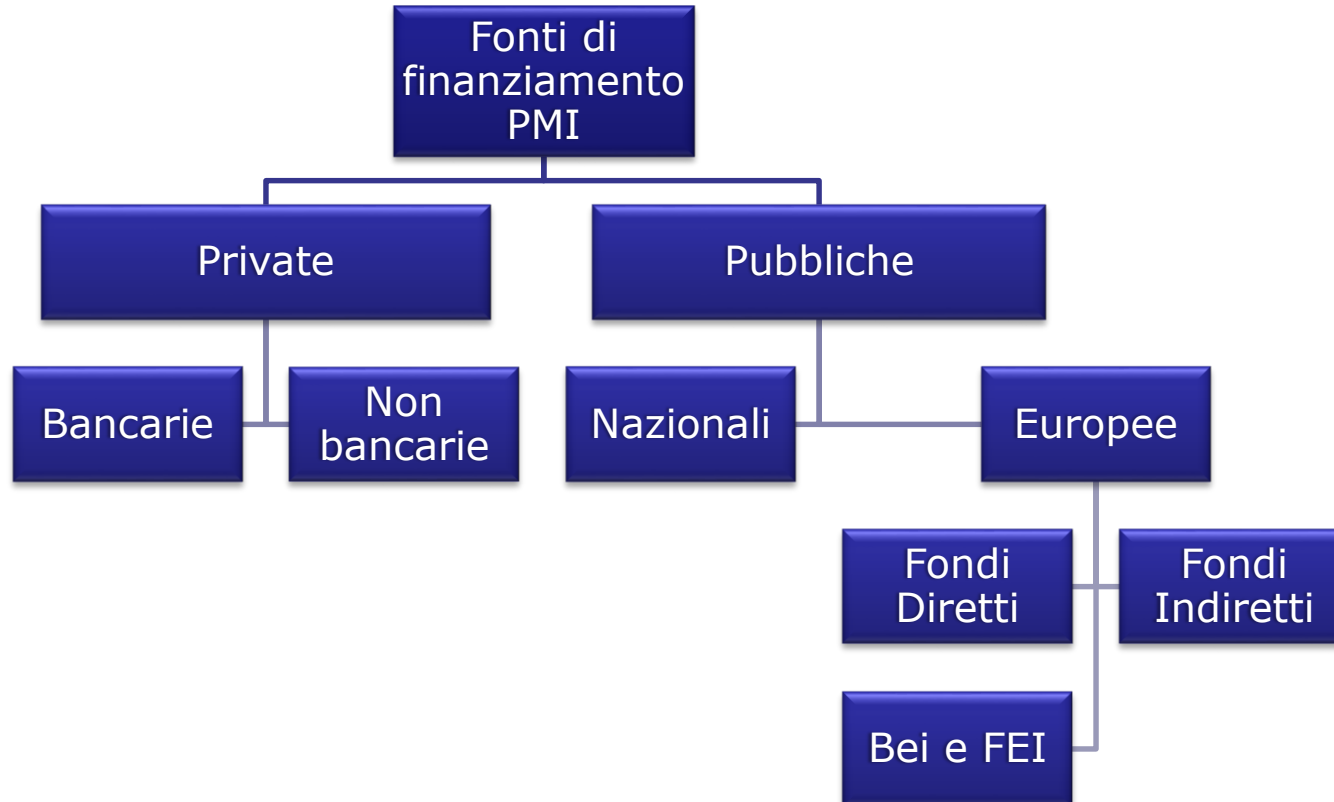 Fonti di
finanziamento
PMI
Private
Pubbliche
Bancarie
Non
bancarie
Nazionali
Europee
Fondi
Diretti
Fondi
Indiretti
Bei e FEI